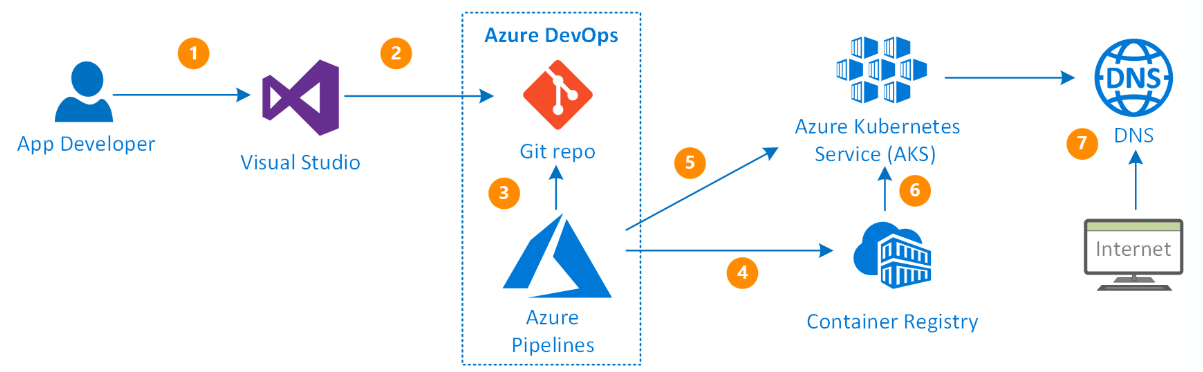 1
2
Azure DevOps
App Developer
Visual Studio
Git repo
3
Azure
Pipelines
5
4
Azure Kubernetes
Service (AKS)
6
Container Registry
DNS
DNS
7
Internet